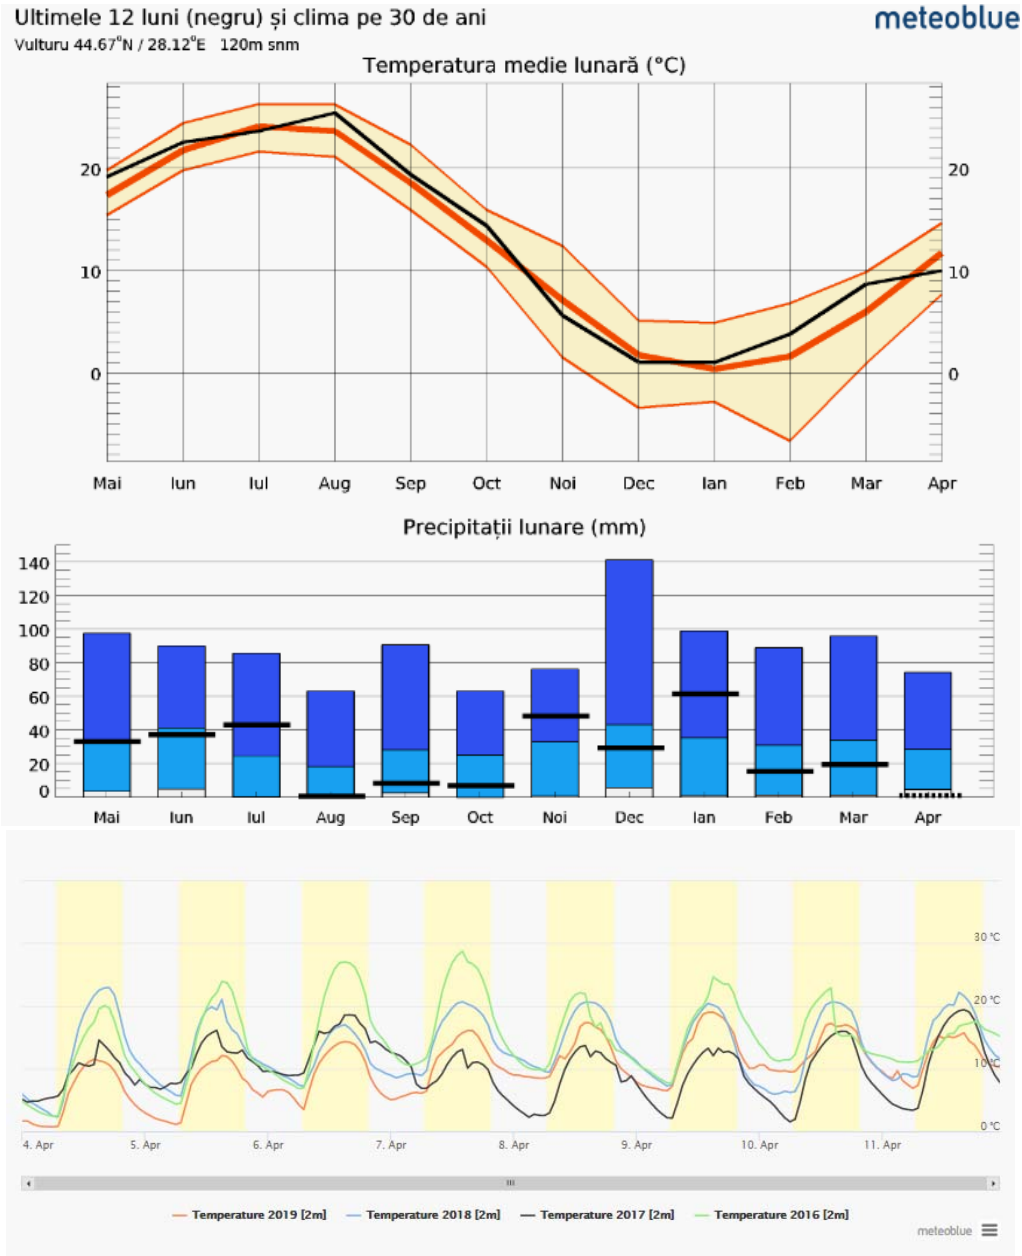 Ultimele 12 luni (negru) și clima pe 30 de ani
meteoblue
Vulturu 44.67°N / 28.12°E 120m snm
Temperatura medie lunară (°C)
20 20
10 10
0 0
Mai Iun Iul Aug Sep Oct Noi Dec Ian Feb Mar Apr
Precipitații lunare (mm)
140
120
100
80
60
40
20
0
Mai Iun Iul Aug Sep Oct Noi Dec Ian Feb Mar Apr
30 °C
20 °C
10 °C
0 °C
4. Apr 5. Apr 6. Apr 7. Apr 8. Apr 9. Apr 10. Apr 11. Apr
Temperature 2019 [2m] Temperature 2018 [2m] Temperature 2017 [2m] Temperature 2016 [2m]
meteoblue